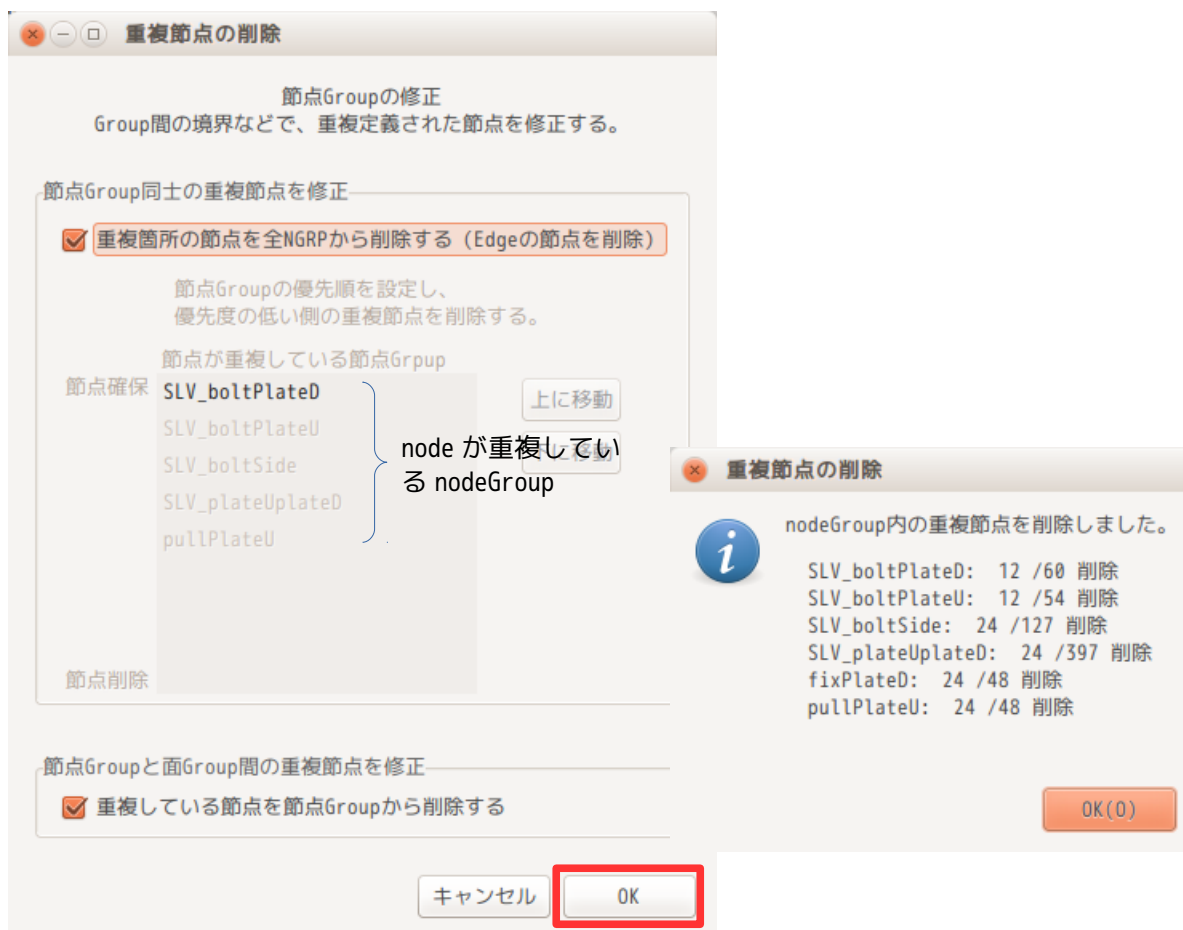 重複節点の削除
節点Groupの修正
Group間の境界などで、重複定義された節点を修正する。
節点Group同士の重複節点を修正
重複箇所の節点を全NGRPから削除する (Edgeの節点を削除)
節点Groupの優先順を設定し、
優先度の低い側の重複節点を削除する。
節点が重複している節点Grpup
節点確保
SLV_boltPlateD
SLV_boltPlateU
SLV_boltSide
SLV_plateUplateD
pullPlateU
上に移動
下に移動
node が重複してい
る nodeGroup
節点削除
節点Groupと面Group間の重複節点を修正
重複している節点を節点Groupから削除する
キャンセル
OK
重複節点の削除
nodeGroup内の重複節点を削除しました。
SLV_boltPlateD: 12 /60 削除
SLV_boltPlateU: 12 /54 削除
SLV_boltSide: 24 /127 削除
SLV_plateUplateD: 24 /397 削除
fixPlateD: 24 /48 削除
pullPlateU: 24 /48 削除
OK(O)